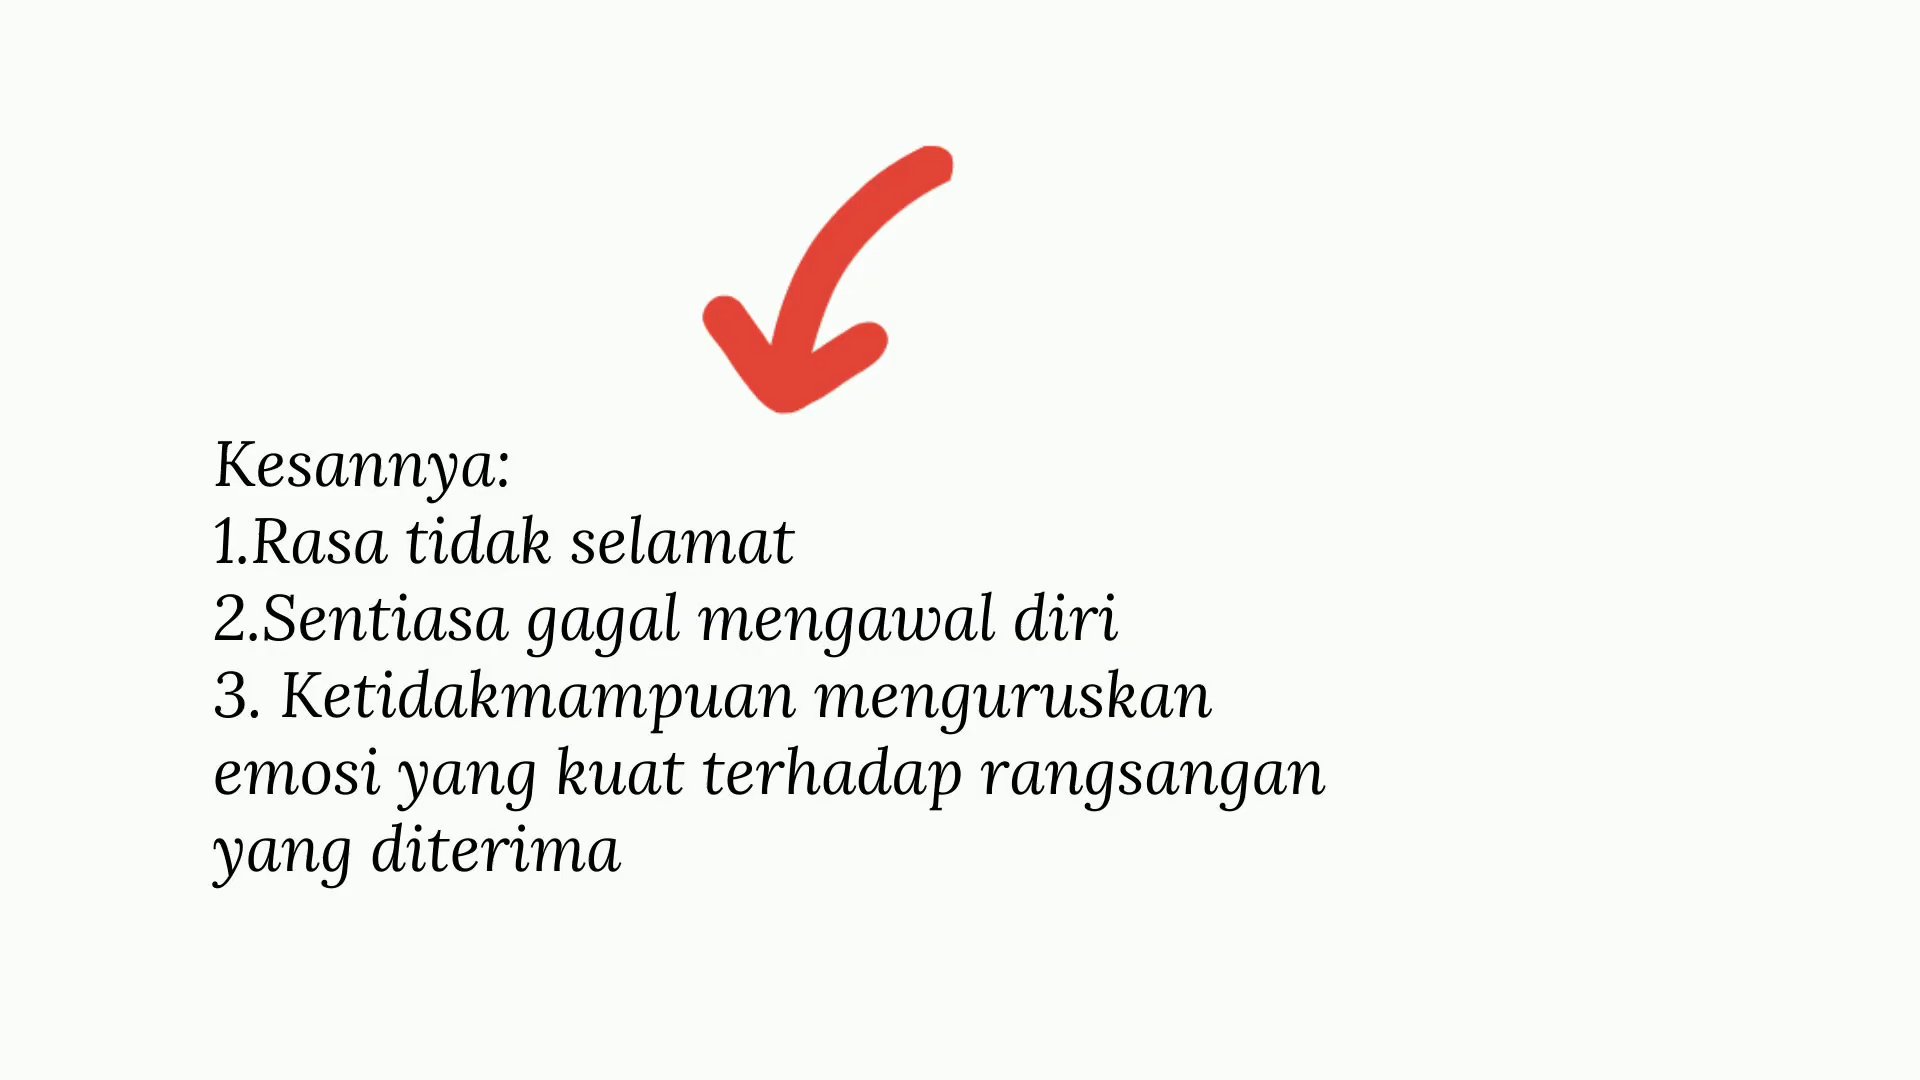 Kesannya:
1.Rasa tidak selamat
2.Sentiasa gagal mengawal diri
3. Ketidakmampuan menguruskan
emosi yang kuat terhadap rangsangan
yang diterima